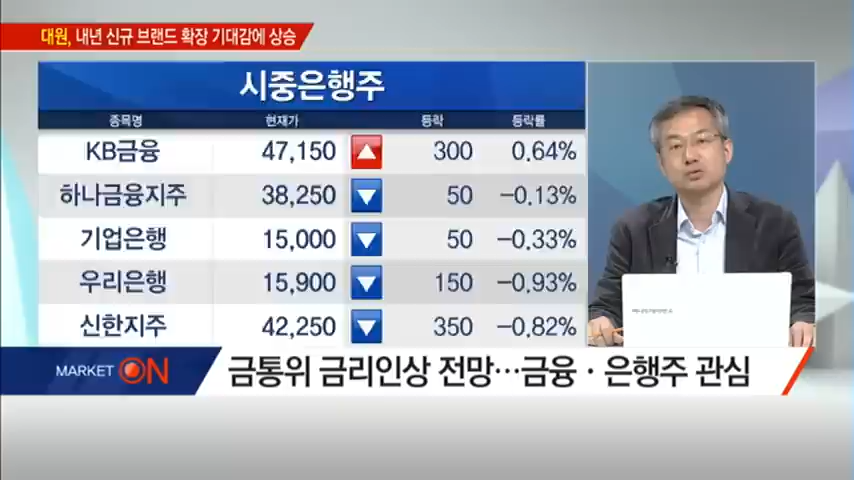 대원, 내년 신규 브랜드 확장 기대감에 상승
시중은행주
종목명 현재가 등락 등락률
KB금융 47,150 ▲ 300 0.64%
하나금융지주 38,250 ▼ 50 -0.13%
기업은행 15,000 ▼ 50 -0.33%
우리은행 15,900 ▼ 150 -0.93%
신한지주 42,250 ▼ 350 -0.82%
MARKET ON 금통위 금리인상 전망…금융·은행주 관심